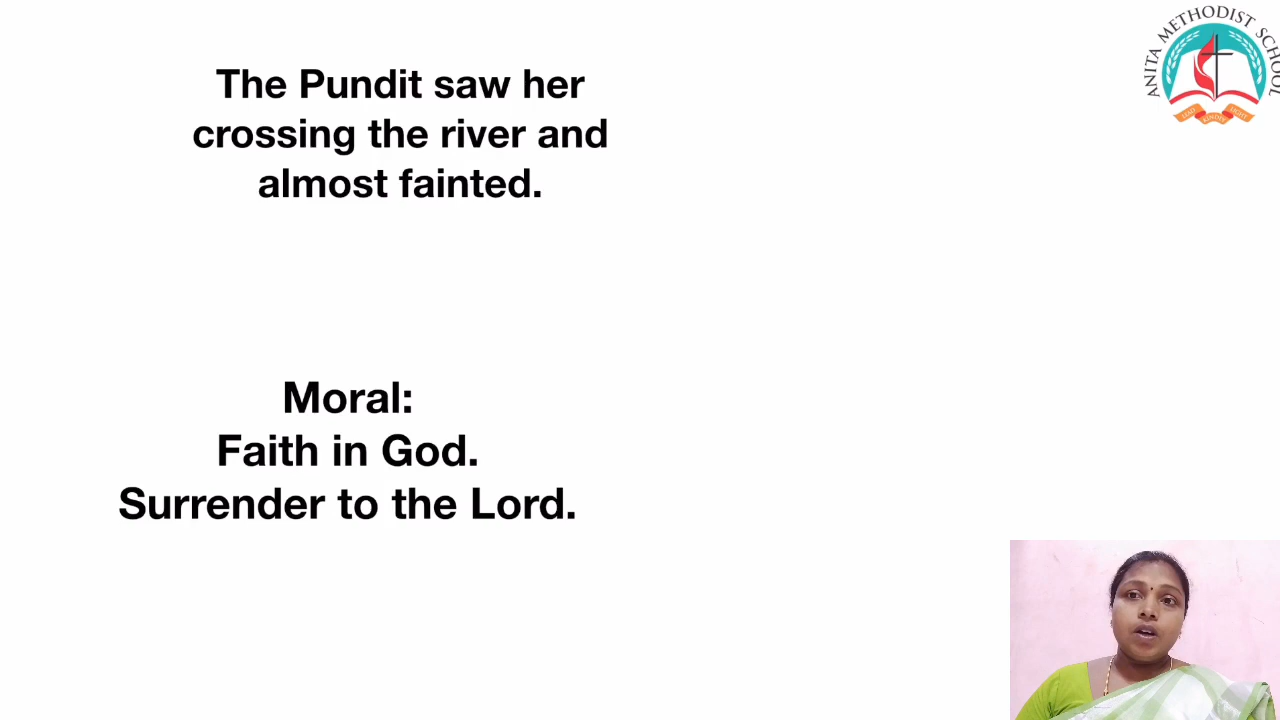 The Pundit saw her
crossing the river and
almost fainted.
Moral:
Faith in God.
Surrender to the Lord.
ANITA METHODIST SCHOOL
LIGHT